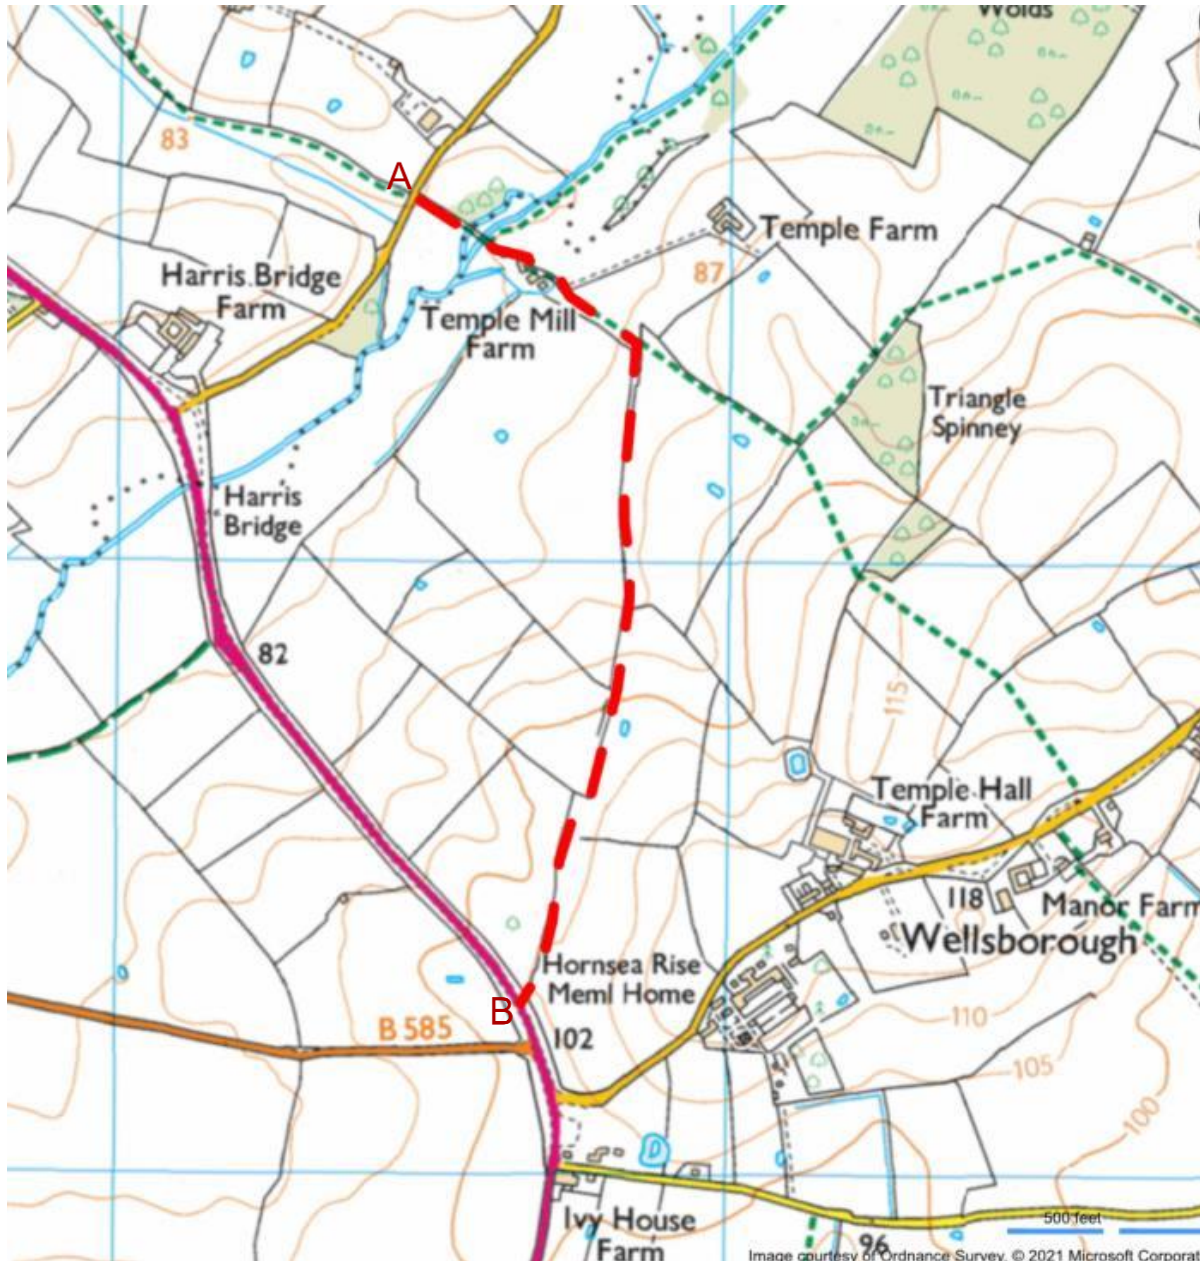 Wolds
83
A
Temple Farm
Harris Bridge
Farm
87
Temple Mill
Farm
Triangle
Spinney
Harris
Bridge
82
115
Temple Hall
Farm
118
Manor Farm
Wellsborough
Hornsea Rise
Meml Home
B
110
B 585
102
105
100
500 feet
Ivy House
Farm
96
Image courtesy of Ordnance Survey, © 2021 Microsoft Corporat